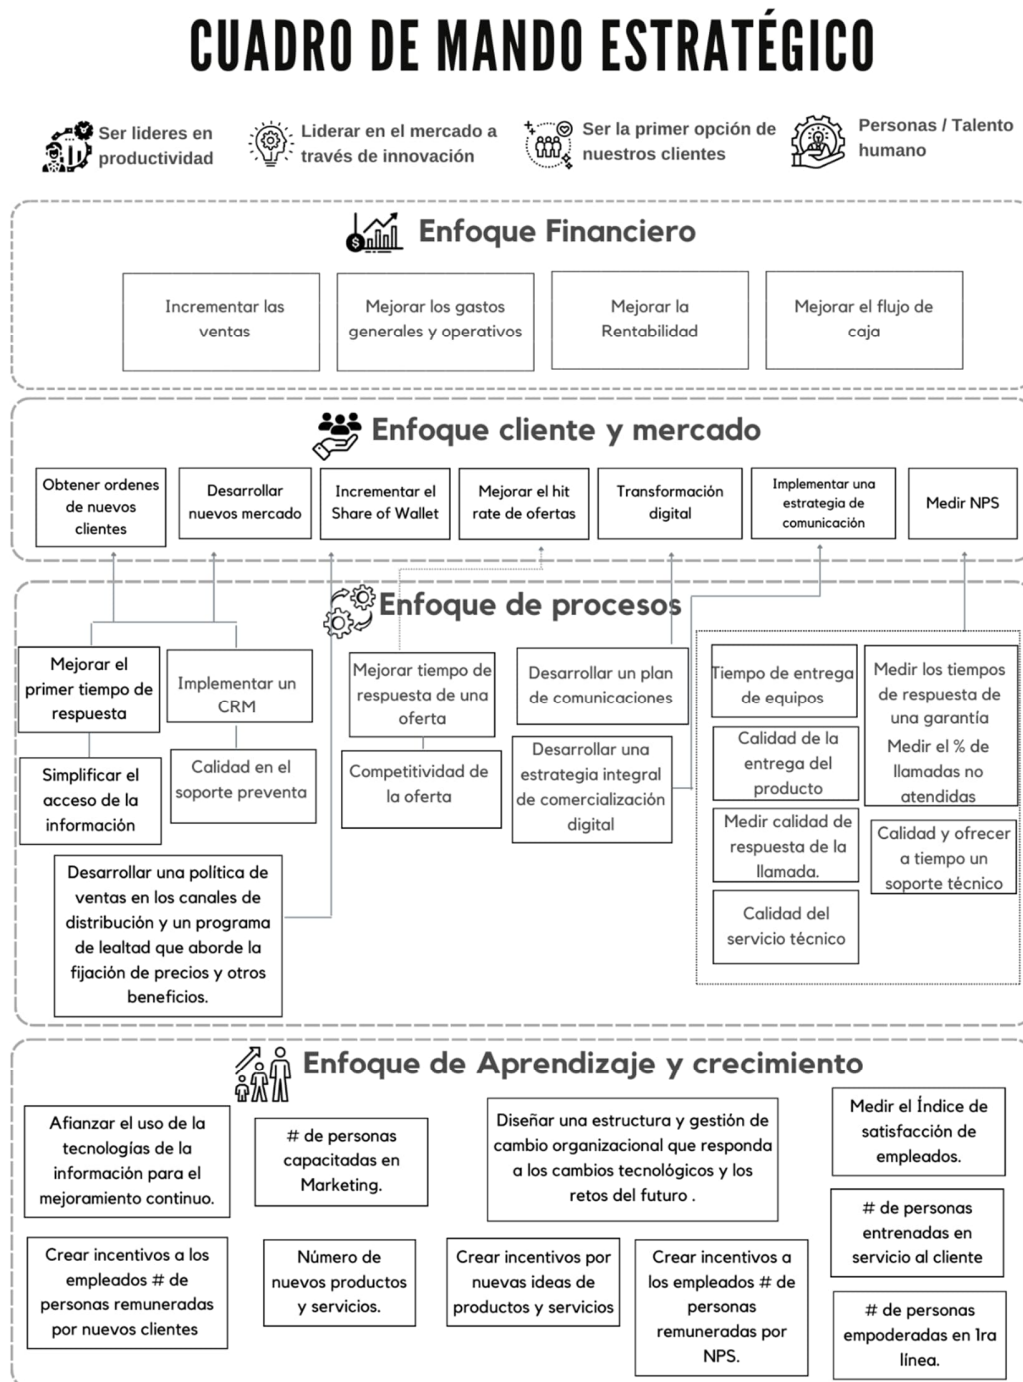 CUADRO DE MANDO ESTRATÉGICO
Ser lideres en
productividad
Liderar en el mercado a
través de innovación
Ser la primer opción de
nuestros clientes
Personas / Talento
humano
Enfoque Financiero
Incrementar las
ventas
Mejorar los gastos
generales y operativos
Mejorar la
Rentabilidad
Mejorar el flujo de
caja
Enfoque cliente y mercado
Obtener ordenes
de nuevos
clientes
Desarrollar
nuevos mercado
Incrementar el
Share of Wallet
Mejorar el hit
rate de ofertas
Transformación
digital
Implementar una
estrategia de
comunicación
Medir NPS
Enfoque de procesos
Mejorar el
primer tiempo de
respuesta
Implementar un
CRM
Mejorar tiempo de
respuesta de una
oferta
Desarrollar un plan
de comunicaciones
Tiempo de entrega
de equipos
Medir los tiempos
de respuesta de
una garantía
Medir el % de
llamadas no
atendidas
Simplificar el
acceso de la
información
Calidad en el
soporte preventa
Competitividad de
la oferta
Desarrollar una
estrategia integral
de comercialización
digital
Calidad de la
entrega del
producto
Medir calidad de
respuesta de la
llamada.
Calidad y ofrecer
a tiempo un
soporte técnico
Calidad del
servicio técnico
Desarrollar una política de
ventas en los canales de
distribución y un programa
de lealtad que aborde la
fijación de precios y otros
beneficios.
Enfoque de Aprendizaje y crecimiento
Afianzar el uso de la
tecnologías de la
información para el
mejoramiento continuo.
# de personas
capacitadas en
Marketing.
Diseñar una estructura y gestión de
cambio organizacional que responda
a los cambios tecnológicos y los
retos del futuro .
Medir el Índice de
satisfacción de
empleados.
# de personas
entrenadas en
servicio al cliente
Crear incentivos a los
empleados # de
personas remuneradas
por nuevos clientes
Número de
nuevos productos
y servicios.
Crear incentivos por
nuevas ideas de
productos y servicios
Crear incentivos a
los empleados # de
personas
remuneradas por
NPS.
# de personas
empoderadas en 1ra
línea.